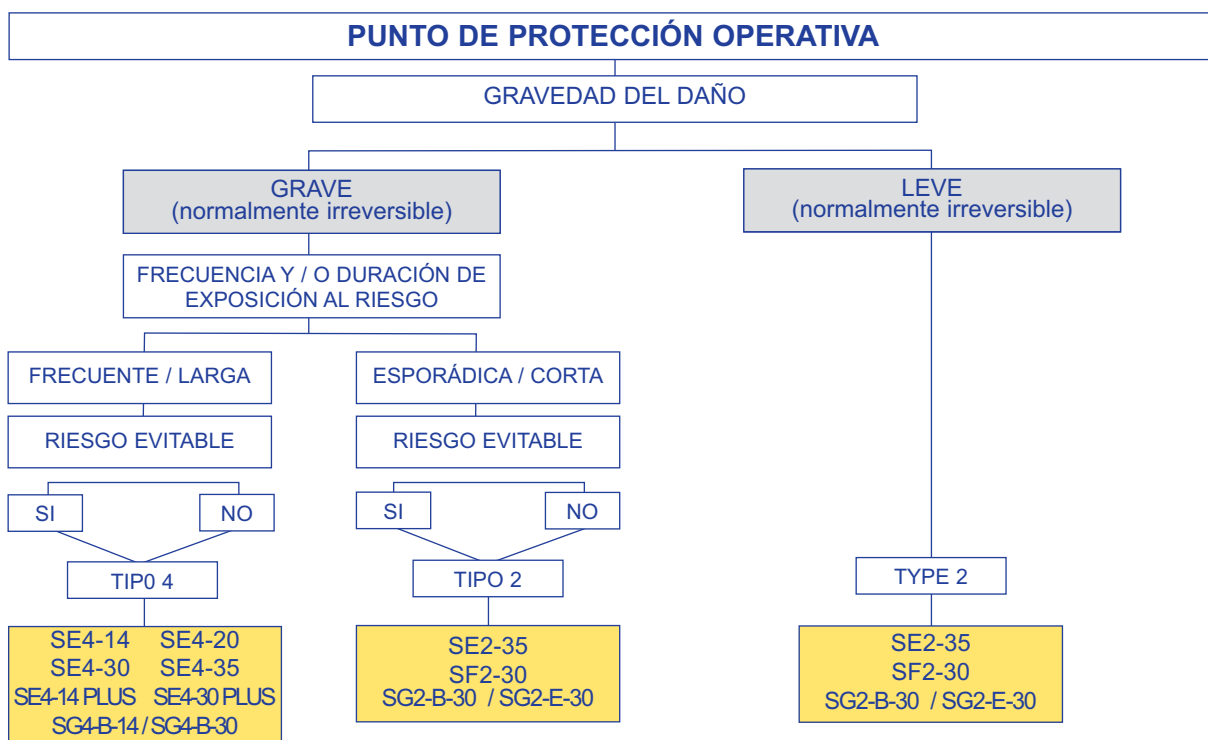 PUNTO DE PROTECCIÓN OPERATIVA
GRAVEDAD DEL DAÑO
GRAVE
(normalmente irreversible)
LEVE
(normalmente irreversible)
FRECUENCIA Y / O DURACIÓN DE
EXPOSICIÓN AL RIESGO
FRECUENTE / LARGA
ESPORÁDICA / CORTA
RIESGO EVITABLE
RIESGO EVITABLE
SI
NO
SI
NO
TIP0 4
TIPO 2
TYPE 2
SE4-14 SE4-20
SE4-30 SE4-35
SE4-14 PLUS SE4-30 PLUS
SG4-B-14 / SG4-B-30
SE2-35
SF2-30
SG2-B-30 / SG2-E-30
SE2-35
SF2-30
SG2-B-30 / SG2-E-30